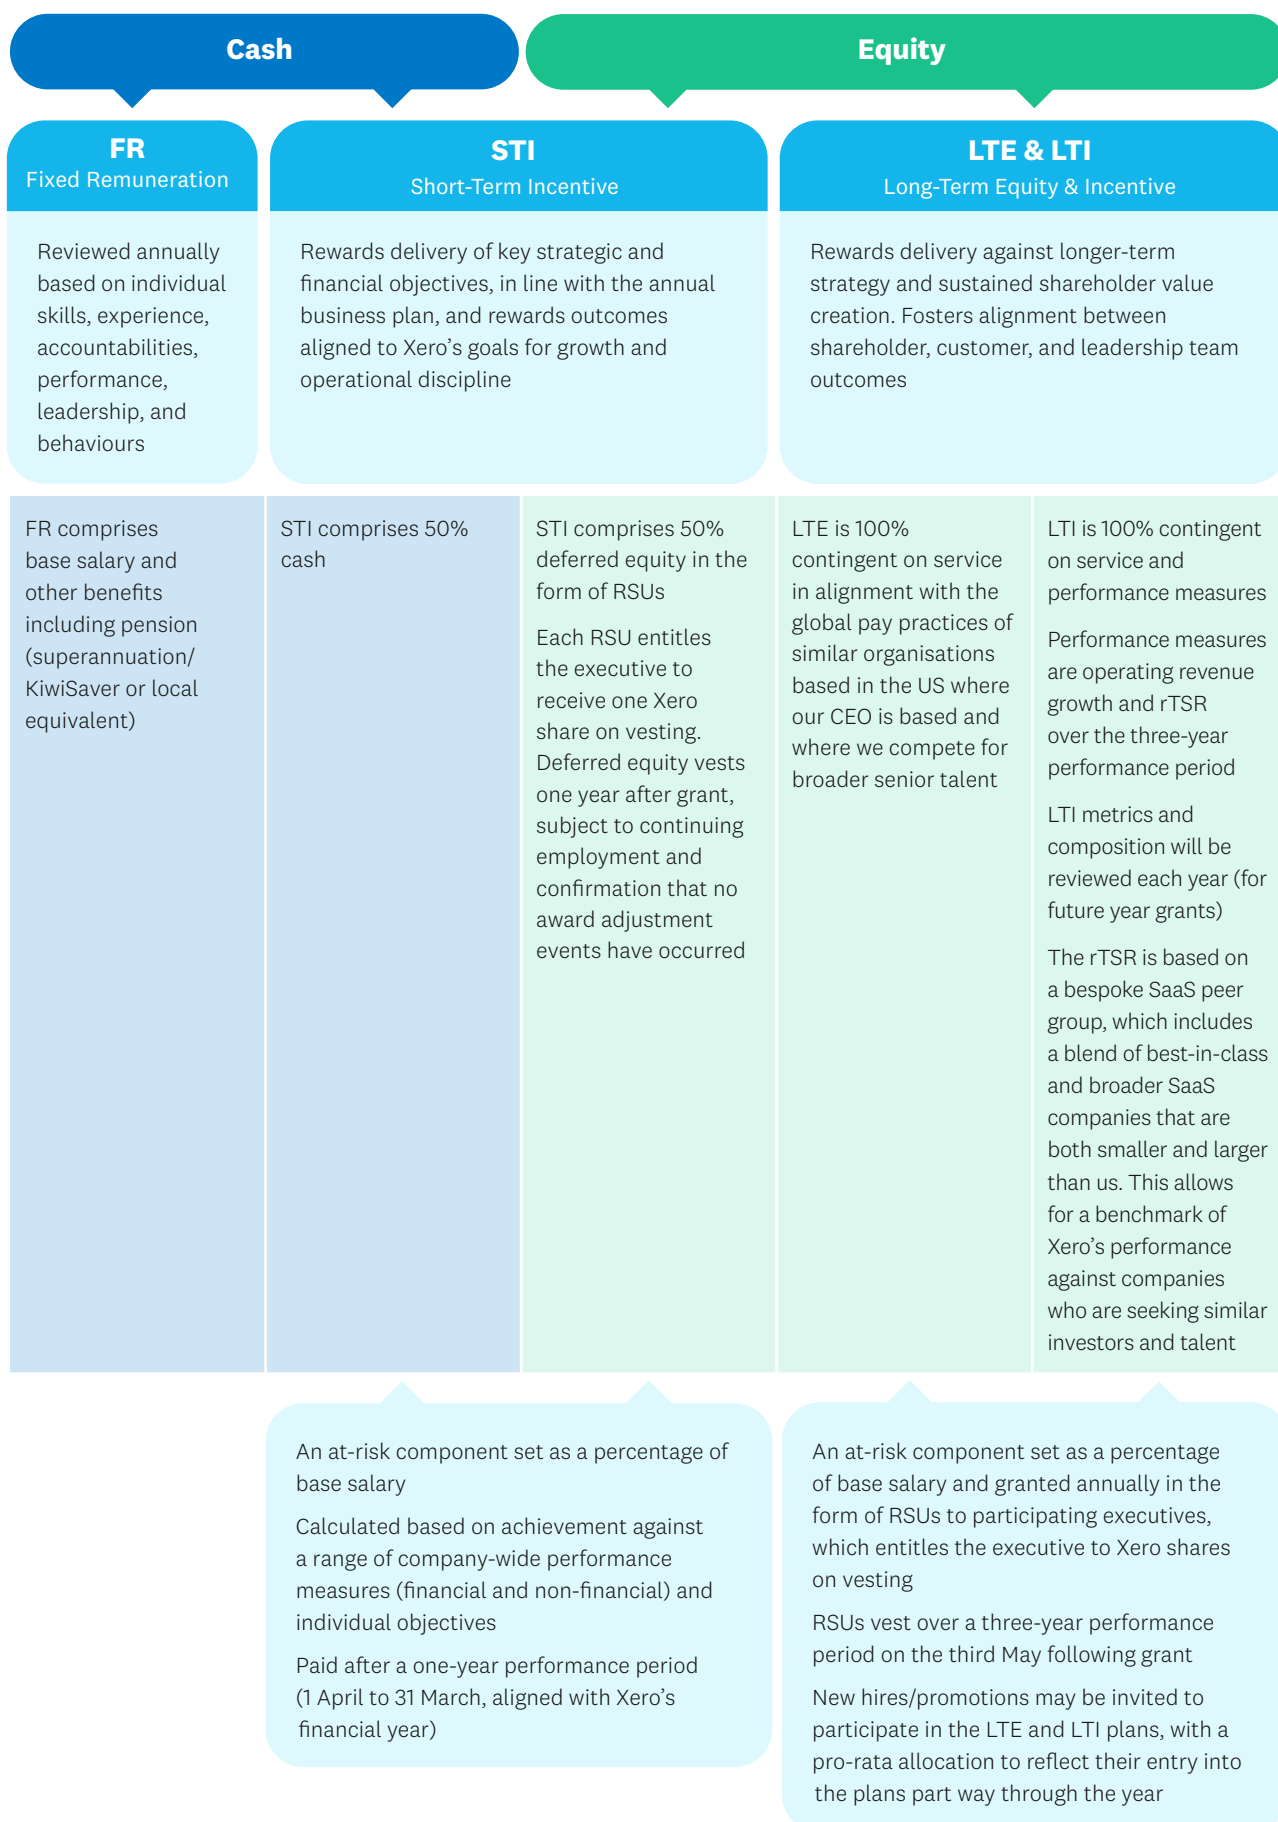 Cash
Equity
FR
Fixed Remuneration
STI
Short-Term Incentive
LTE & LTI
Long-Term Equity & Incentive
Reviewed annually
based on individual
skills, experience,
accountabilities,
performance,
leadership, and
behaviours
Rewards delivery of key strategic and
financial objectives, in line with the annual
business plan, and rewards outcomes
aligned to Xero’s goals for growth and
operational discipline
Rewards delivery against longer-term
strategy and sustained shareholder value
creation. Fosters alignment between
shareholder, customer, and leadership team
outcomes
FR comprises
base salary and
other benefits
including pension
(superannuation/
KiwiSaver or local
equivalent)
STI comprises 50%
cash
STI comprises 50%
deferred equity in the
form of RSUs
Each RSU entitles
the executive to
receive one Xero
share on vesting.
Deferred equity vests
one year after grant,
subject to continuing
employment and
confirmation that no
award adjustment
events have occurred
LTE is 100%
contingent on service
in alignment with the
global pay practices of
similar organisations
based in the US where
our CEO is based and
where we compete for
broader senior talent
LTI is 100% contingent
on service and
performance measures
Performance measures
are operating revenue
growth and rTSR
over the three-year
performance period
LTI metrics and
composition will be
reviewed each year (for
future year grants)
The rTSR is based on
a bespoke SaaS peer
group, which includes
a blend of best-in-class
and broader SaaS
companies that are
both smaller and larger
than us. This allows
for a benchmark of
Xero’s performance
against companies
who are seeking similar
investors and talent
An at-risk component set as a percentage of
base salary
Calculated based on achievement against
a range of company-wide performance
measures (financial and non-financial) and
individual objectives
Paid after a one-year performance period
(1 April to 31 March, aligned with Xero’s
financial year)
An at-risk component set as a percentage
of base salary and granted annually in the
form of RSUs to participating executives,
which entitles the executive to Xero shares
on vesting
RSUs vest over a three-year performance
period on the third May following grant
New hires/promotions may be invited to
participate in the LTE and LTI plans, with a
pro-rata allocation to reflect their entry into
the plans part way through the year